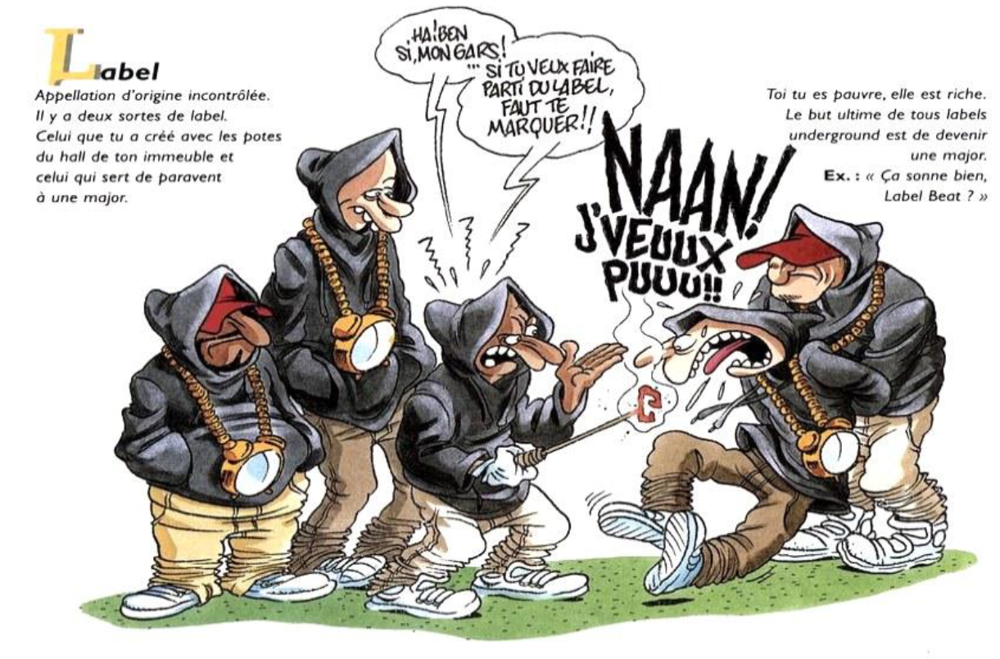 Label
Appellation d'origine incontrôlée.
Il y a deux sortes de label.
Celui que tu a créé avec les potes
du hall de ton immeuble et
celui qui sert de paravent
à une major.
HA!BEN
SI, MON GARS!
... SI TU VEUX FAIRE
PARTI DU LABEL,
FAUT TE
MARQUER!!
NAAN!
J'VEUUX
PUUU!!
Toi tu es pauvre, elle est riche.
Le but ultime de tous labels
underground est de devenir
une major.
Ex. : « Ça sonne bien,
Label Beat ? »